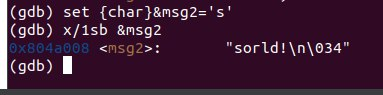 (gdb) set {char}&msg2='s'
(gdb) x/1sb &msg2
0x804a008 <msg2>:       "sorld!\n\034"
(gdb)